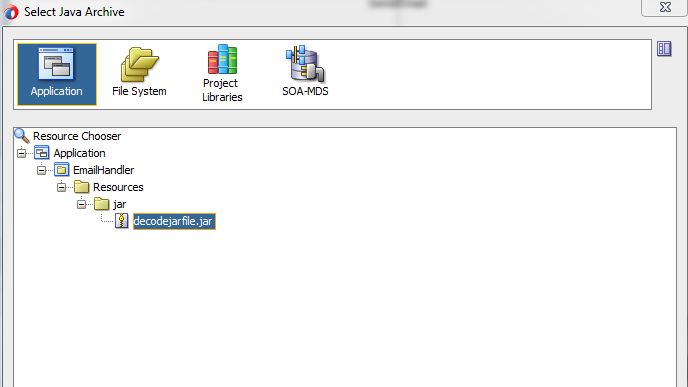 Select Java Archive
Application
File System
Project
Libraries
SOA-MDS
Resource Chooser
Application
EmailHandler
Resources
jar
decodejarfile.jar